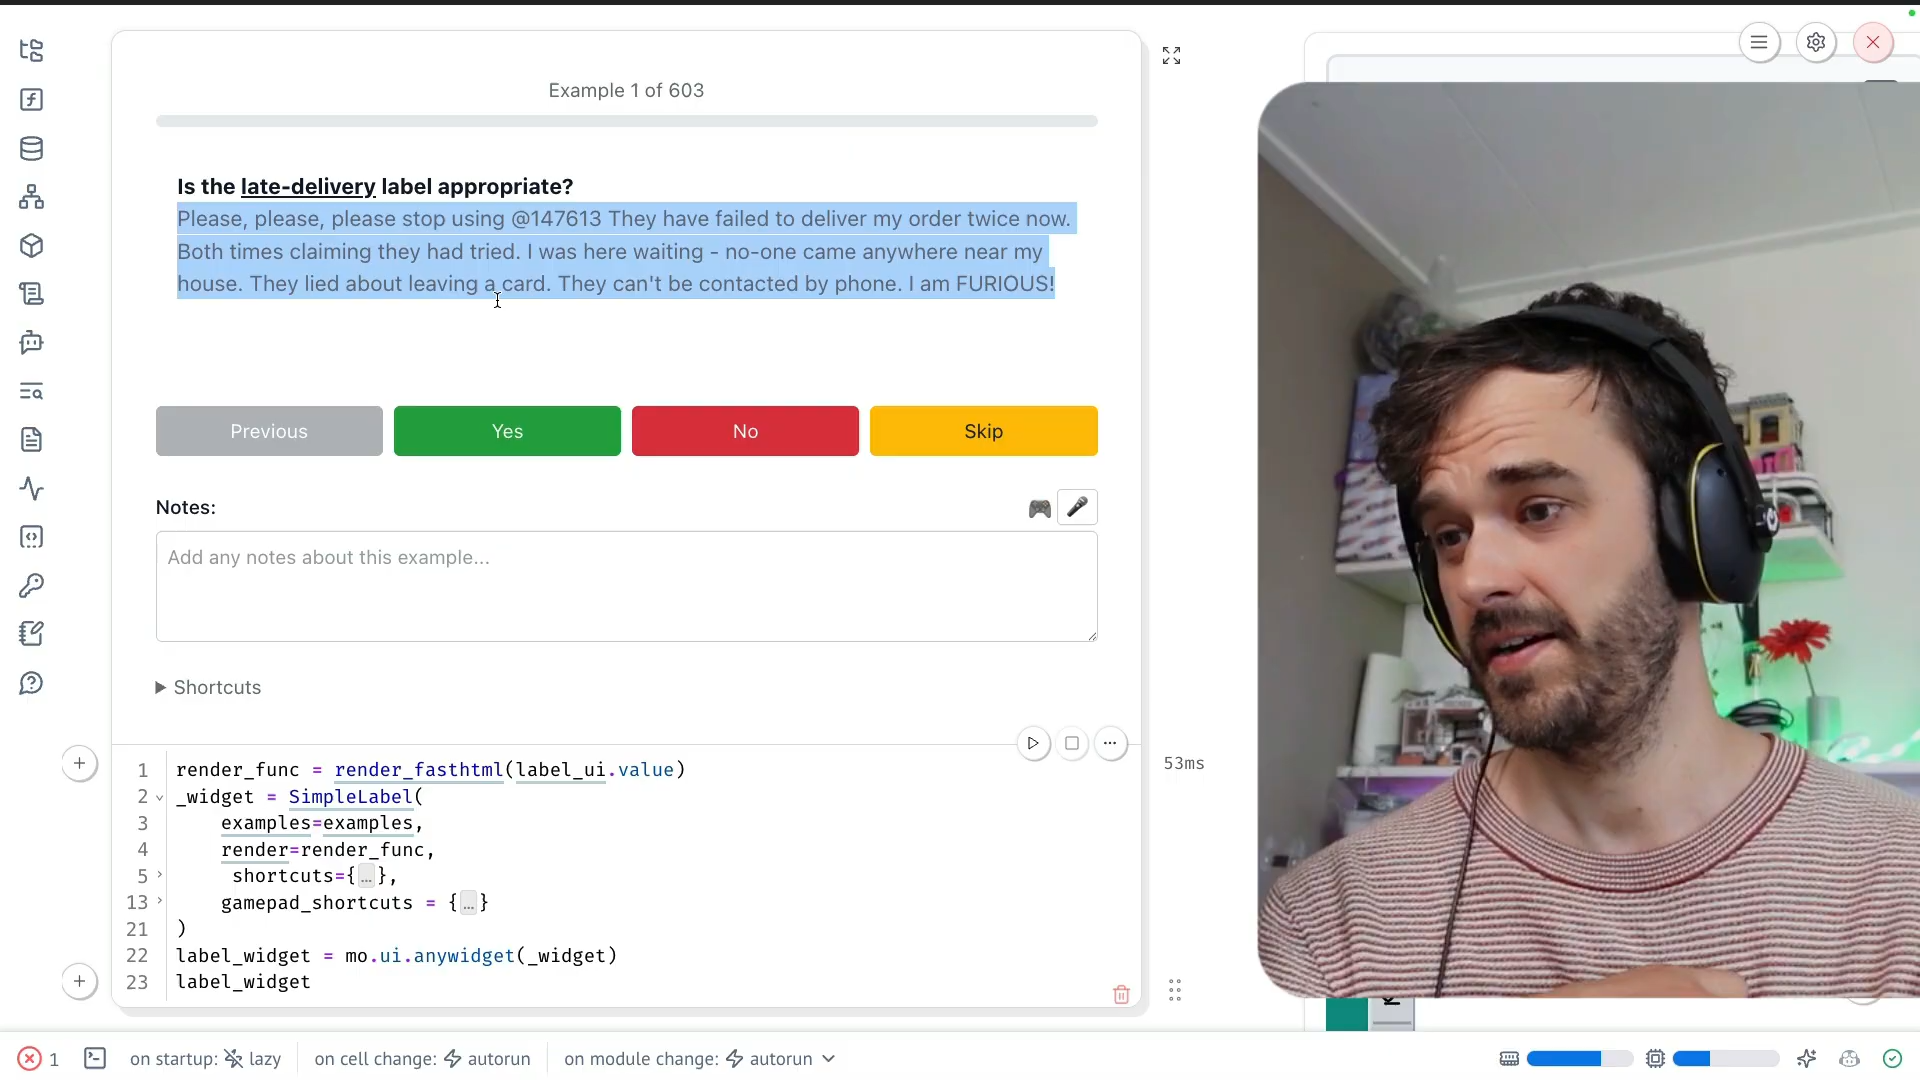 Example 1 of 603
Is the late-delivery label appropriate?
Please, please, please stop using @147613 They have failed to deliver my order twice now.
Both times claiming they had tried. I was here waiting - no-one came anywhere near my
house. They lied about leaving a card. They can't be contacted by phone. I am FURIOUS!
Previous
Yes
No
Skip
Notes:
Add any notes about this example...
Shortcuts
53ms
1 render_func = render_fasthtml(label_ui.value)
2 _widget = SimpleLabel(
3 examples=examples,
4 render=render_func,
5 shortcuts={…},
13 gamepad_shortcuts = {…}
21 )
22 label_widget = mo.ui.anywidget(_widget)
23 label_widget
1
on startup: lazy
on cell change: autorun
on module change: autorun